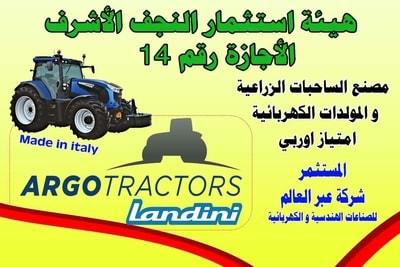 هيئة استثمار النجف الأشرف
الأجازة رقم 14
مصنع الساحبات الزراعية
و المولدات الكهربائية
امتياز اوربي
Made in italy
ARGOTRACTORS
Landini
المستثمر
شركة عبر العالم
للصناعات الهندسية و الكهربائية